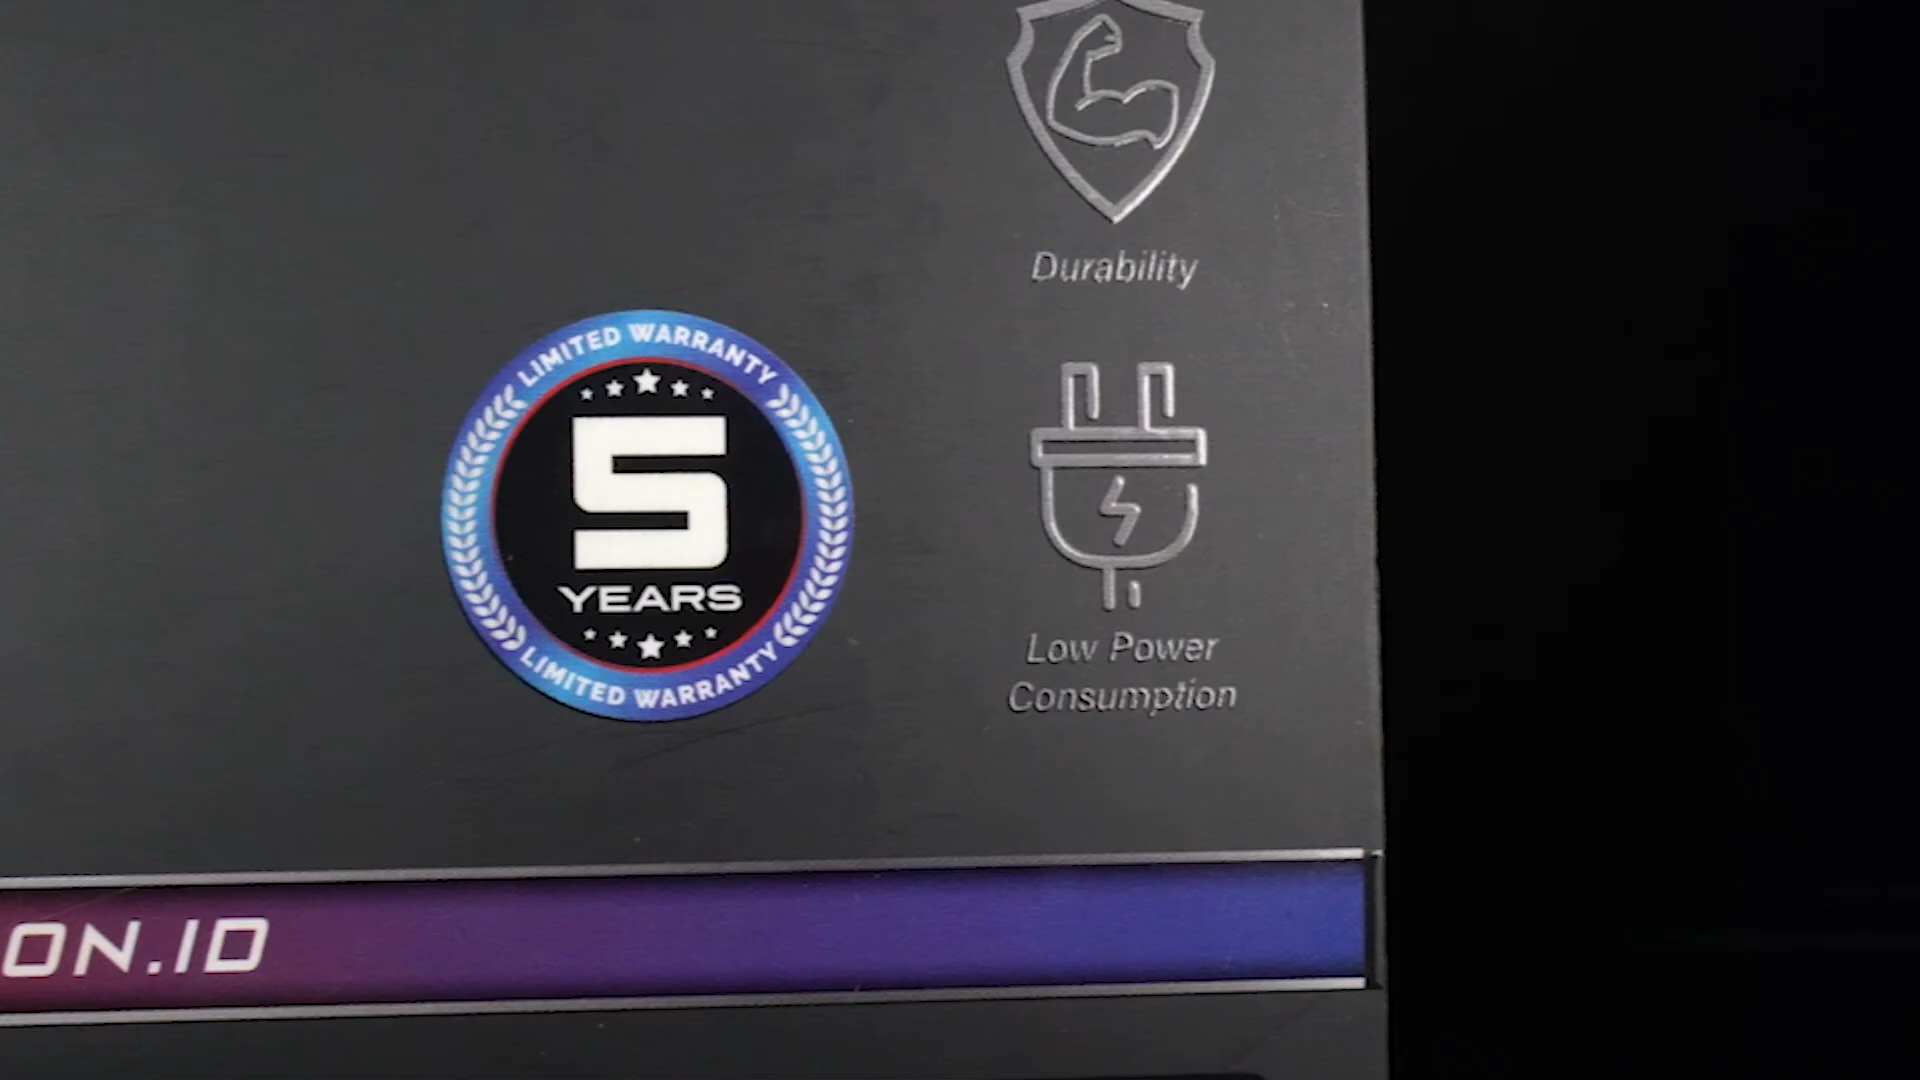 Durability
LIMITED WARRANTY
5
YEARS
LIMITED WARRANTY
Low Power
Consumption
ON.ID